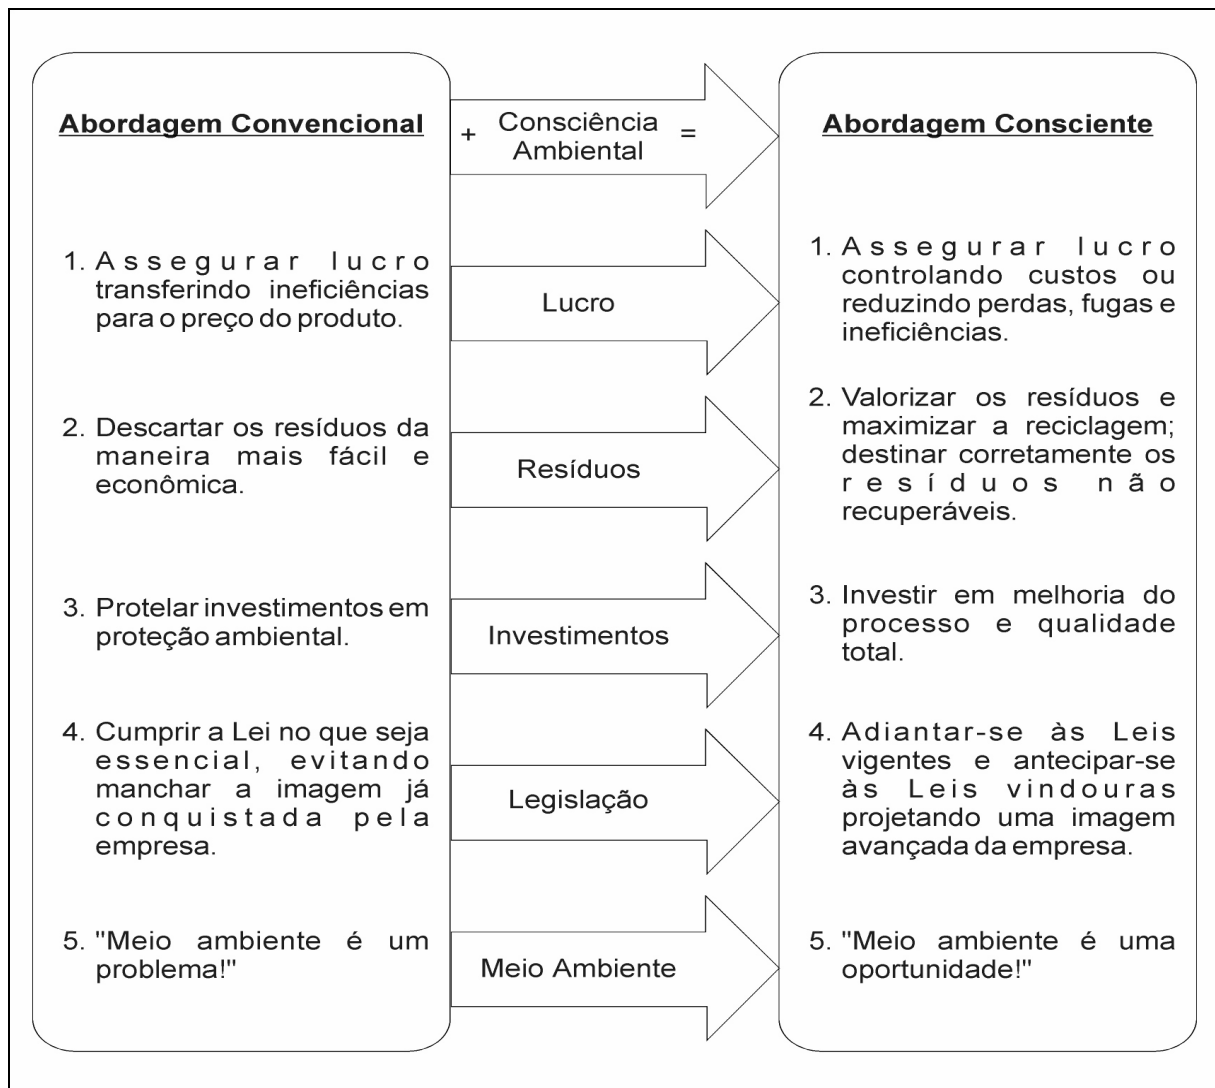 Abordagem Convencional
+ Consciência Ambiental =
Abordagem Consciente
1. Assegurar lucro
transferindo ineficiências
para o preço do produto.
2. Descartar os resíduos da
maneira mais fácil e
econômica.
3. Protelar investimentos em
proteção ambiental.
4. Cumprir a Lei no que seja
essencial, evitando
manchar a imagem já
conquistada pela
empresa.
5. "Meio ambiente é um
problema!"
Lucro
Resíduos
Investimentos
Legislação
Meio Ambiente
1. Assegurar lucro
controlando custos ou
reduzindo perdas, fugas e
ineficiências.
2. Valorizar os resíduos e
maximizar a reciclagem;
destinar corretamente os
resíduos não
recuperáveis.
3. Investir em melhoria do
processo e qualidade
total.
4. Adiantar-se às Leis
vigentes e antecipar-se
às Leis vindouras
projetando uma imagem
avançada da empresa.
5. "Meio ambiente é uma
oportunidade!"